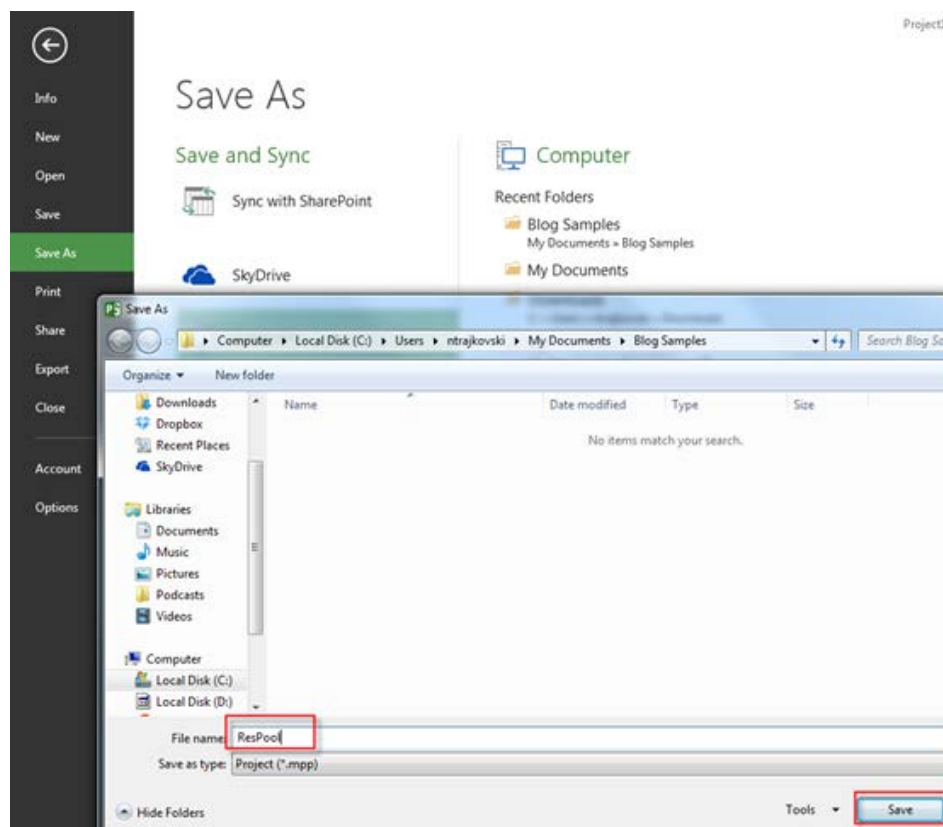 Project
Info
New
Open
Save
Save As
Print
Share
Export
Close
Account
Options
Save As
Save and Sync
Sync with SharePoint
SkyDrive
Computer
Recent Folders
Blog Samples
My Documents » Blog Samples
My Documents
Save As
Computer Local Disk (C:) Users ntrajkovski My Documents Blog Samples
Search Blog Sa
Organize New folder
Name Date modified Type Size
No items match your search.
Downloads
Dropbox
Recent Places
SkyDrive
Libraries
Documents
Music
Pictures
Podcasts
Videos
Computer
Local Disk (C:)
Local Disk (D:)
File name: ResPool
Save as type: Project (*.mpp)
Hide Folders
Tools Save